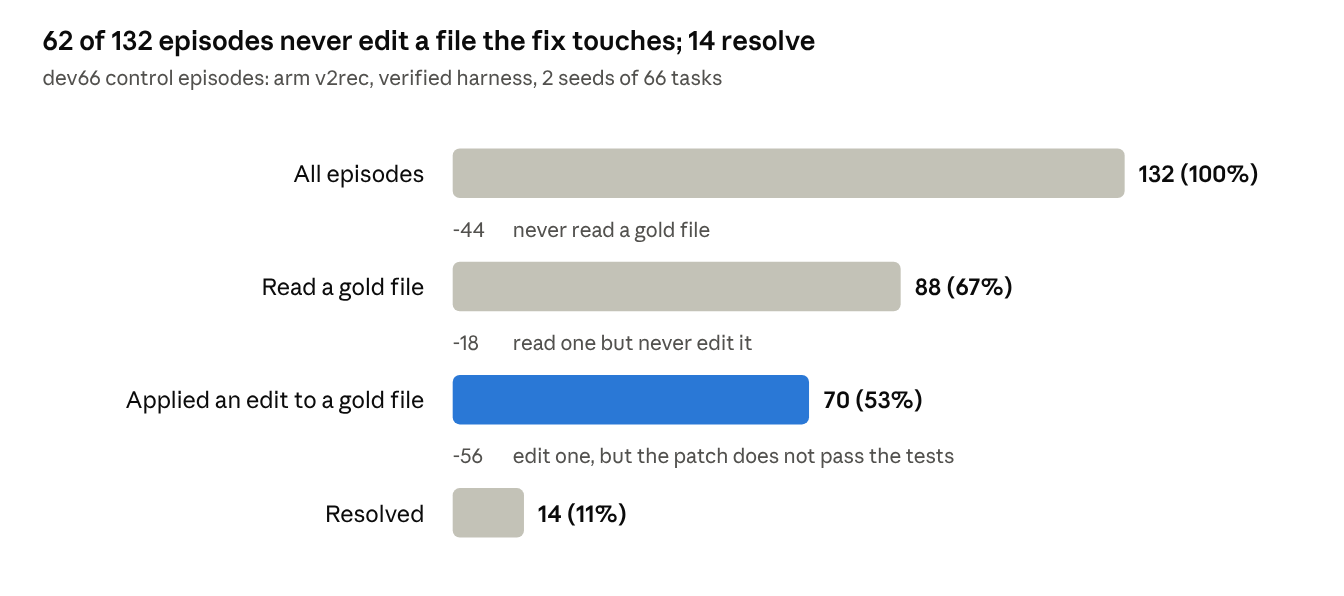 62 of 132 episodes never edit a file the fix touches; 14 resolve
dev66 control episodes: arm v2rec, verified harness, 2 seeds of 66 tasks
All episodes 132 (100%)
-44 never read a gold file
Read a gold file 88 (67%)
-18 read one but never edit it
Applied an edit to a gold file 70 (53%)
-56 edit one, but the patch does not pass the tests
Resolved 14 (11%)